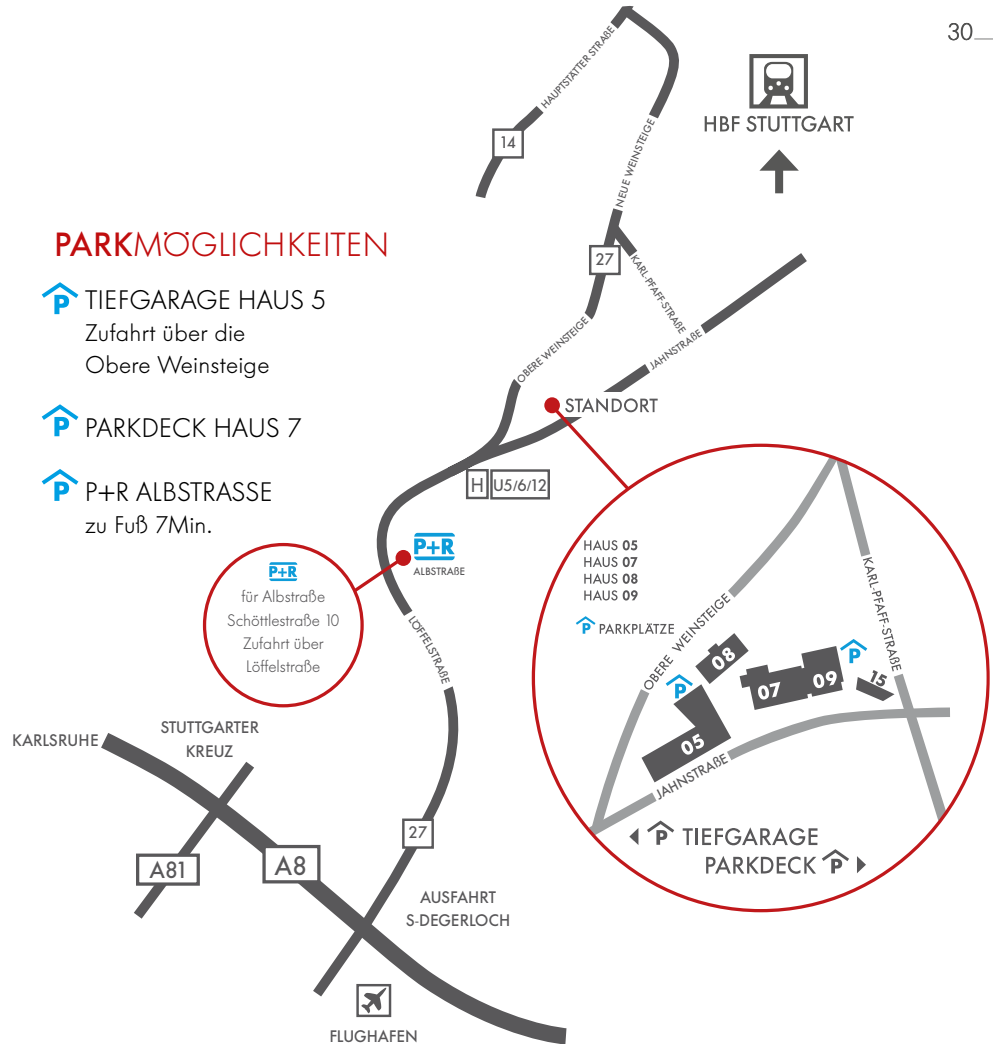 30
HAUPTSTÄTTER STRAßE
14
HBF STUTTGART
NEUE WEINSTEIGE
27
KARL-PFAFF-STRAßE
OBERE WEINSTEIGE
JAHNSTRAßE
STANDORT
PARKMÖGLICHKEITEN
P TIEFGARAGE HAUS 5
Zufahrt über die
Obere Weinsteige
P PARKDECK HAUS 7
P P+R ALBSTRASSE
zu Fuß 7Min.
H U5/6/12
P+R
ALBSTRAßE
P+R
für Albstraße
Schöttlestraße 10
Zufahrt über
Löffelstraße
LÖFFELSTRAßE
HAUS 05
HAUS 07
HAUS 08
HAUS 09
P PARKPLÄTZE
OBERE WEINSTEIGE
KARL-PFAFF-STRAßE
P
08
P
07
09
15
05
JAHNSTRAßE
P TIEFGARAGE
PARKDECK P
KARLSRUHE
STUTTGARTER
KREUZ
A81
A8
27
AUSFAHRT
S-DEGERLOCH
FLUGHAFEN